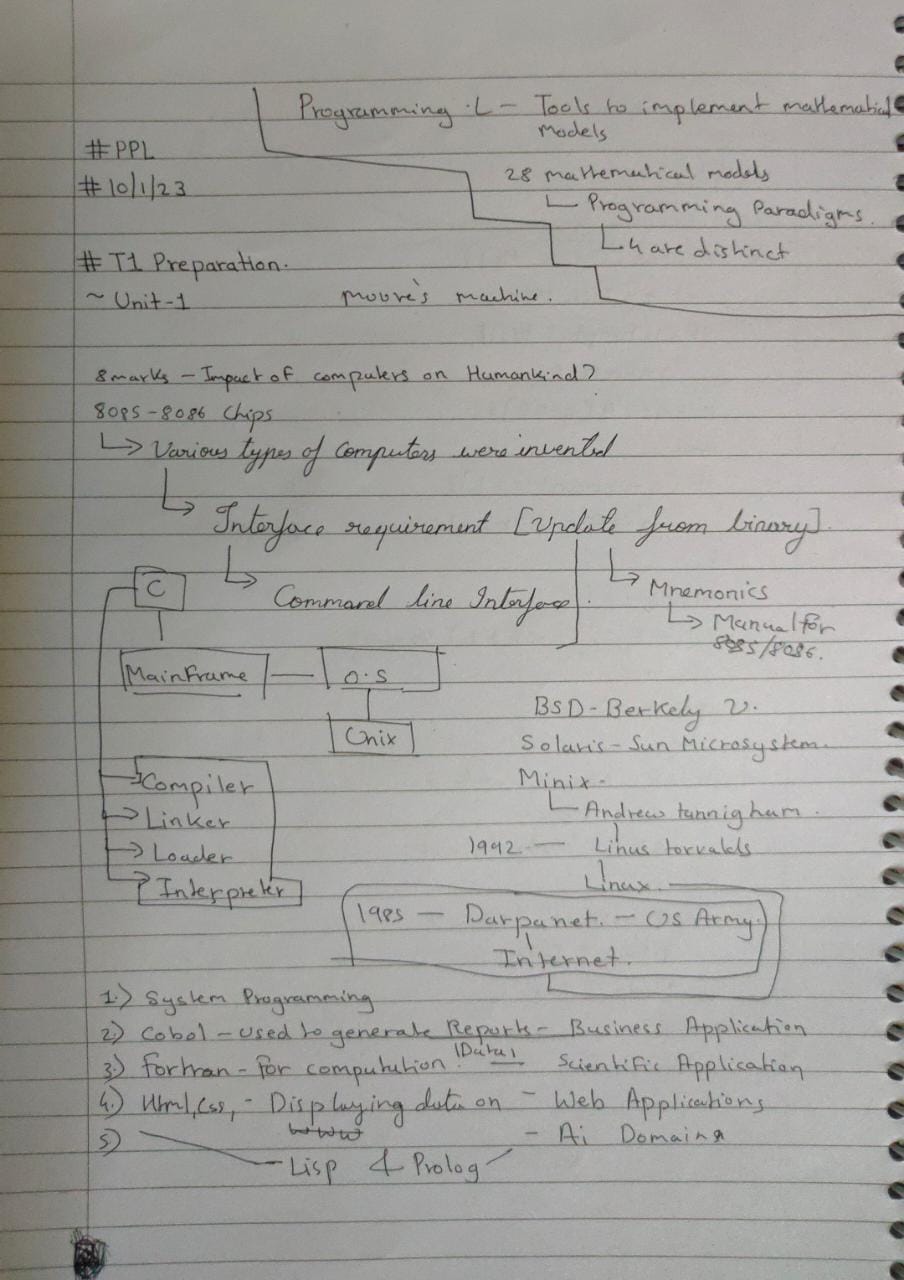 Programming .L - Tools to implement mathematical
Models
# PPL
# 10/1/23
28 mathematical models
Programming Paradigms.
4 are distinct
# T1 Preparation.
~ Unit-1
Moore's machine.
8 marks - Impact of computers on Humankind?
8085-8086 Chips
Various types of Computers were invented
Interface requirement [Update from binary].
Command line Interface.
Mnemonics
Manual for
8085/8086.
C
MainFrame
O.S
Unix
BSD - Berkely U.
Solaris - Sun Microsystem.
Minix -
Andrew tannigham.
1992 - Linus torvalds
Linux.
Compiler
Linker
Loader
Interpreter
1985 - Darpanet. - US Army.
Internet.
1.) System Programming
2) Cobol - used to generate Reports - Business Application
3.) Fortran - for computation. (Data) - Scientific Application
4.) Html, Css, - Displaying data on - Web Applications
www
5) - Ai Domains
Lisp & Prolog